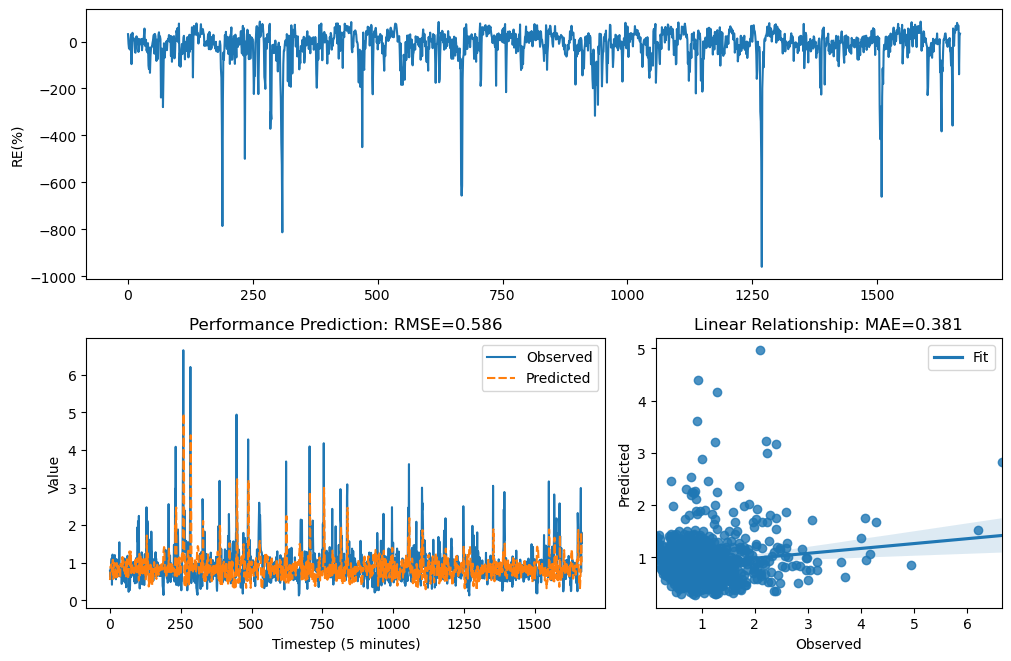 RE(%)
0
−200
−400
−600
−800
−1000
0 250 500 750 1000 1250 1500
Performance Prediction: RMSE=0.586
Observed
Predicted
Value
6
5
4
3
2
1
0
0 250 500 750 1000 1250 1500
Timestep (5 minutes)
Linear Relationship: MAE=0.381
Fit
Predicted
5
4
3
2
1
1 2 3 4 5 6
Observed